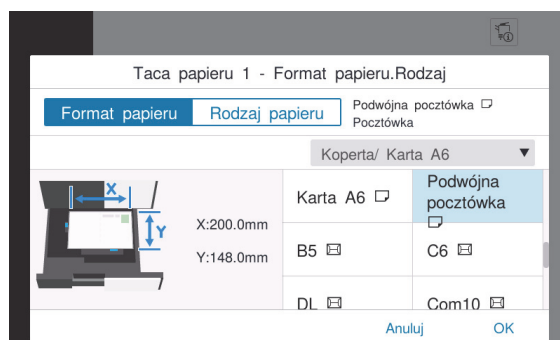 Taca papieru 1 - Format papieru.Rodzaj
Format papieru
Rodzaj papieru
Podwójna pocztówka
Pocztówka
Koperta/ Karta A6
X
Y
X:200.0mm
Y:148.0mm
Karta A6
Podwójna
pocztówka
B5
C6
DL
Com10
Anuluj
OK